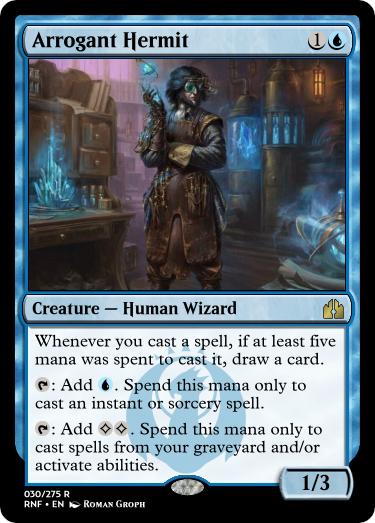 Arrogant Hermit 1
Creature — Human Wizard
Whenever you cast a spell, if at least five
mana was spent to cast it, draw a card.
: Add . Spend this mana only to
cast an instant or sorcery spell.
: Add . Spend this mana only to
cast spells from your graveyard and/or
activate abilities.
1/3
030/275 R
RNF • EN Roman Groph